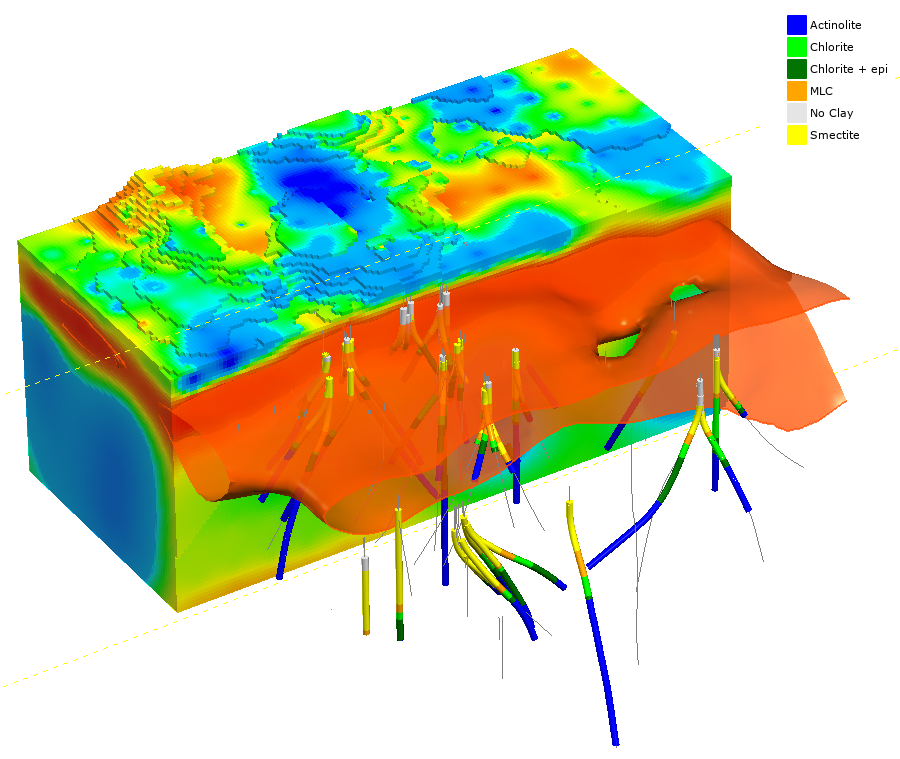 Actinolite
Chlorite
Chlorite + epi
MLC
No Clay
Smectite